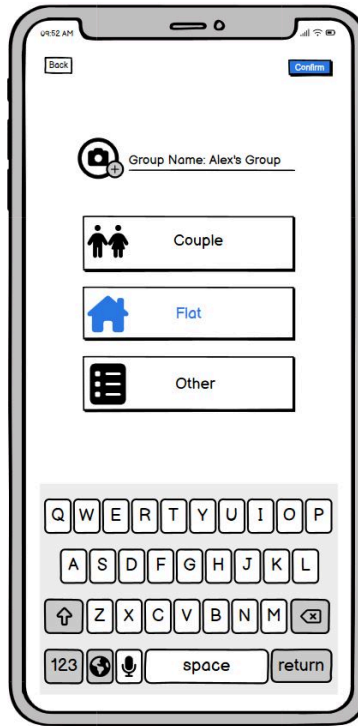 09:52 AM
Back
Confirm
Group Name: Alex's Group
Couple
Flat
Other
Q W E R T Y U I O P
A S D F G H J K L
Z X C V B N M
123 space return